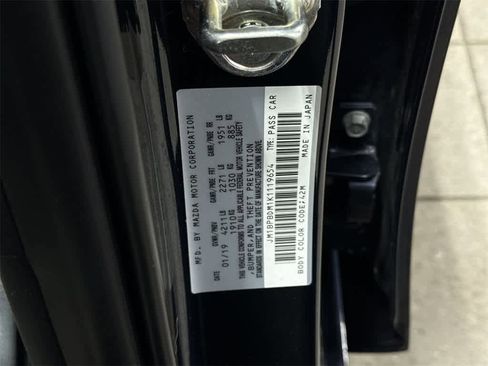 MFD. BY MAZDA MOTOR CORPORATION
DATE GVWR/PNBE GAWR/PNBE FR GAWR/PNBE RR
01/19 4211 LB 2271 LB 1951 LB
1910 KG 1030 KG 885 KG
THIS VEHICLE CONFORMS TO ALL APPLICABLE FEDERAL MOTOR VEHICLE SAFETY
/BUMPER, AND THEFT PREVENTION
STANDARDS IN EFFECT ON THE DATE OF MANUFACTURE SHOWN ABOVE.
JM1BPBDM1K1119654 TYPE: PASS CAR
BODY COLOR CODE: 42M MADE IN JAPAN